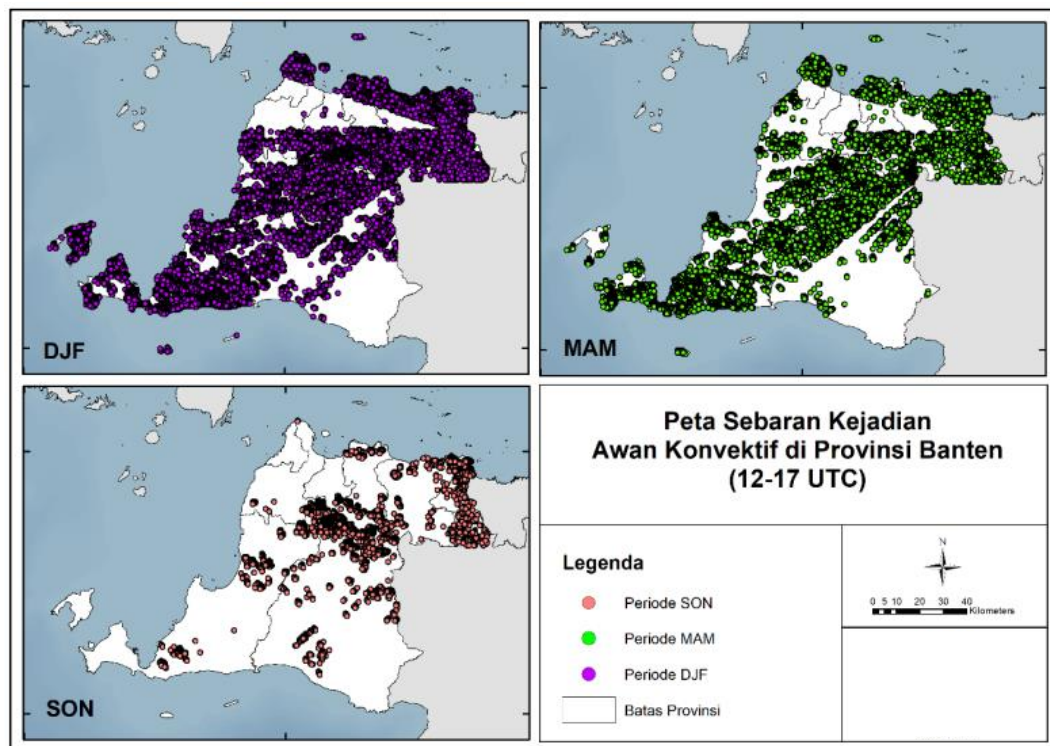 DJF
MAM
SON
Peta Sebaran Kejadian
Awan Konvektif di Provinsi Banten
(12-17 UTC)
Legenda
Periode SON
Periode MAM
Periode DJF
Batas Provinsi
N
0 5 10 20 30 40
Kilometers